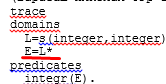 trace
domains
L=g(integer,integer)
E=L*
predicates
integr(E).